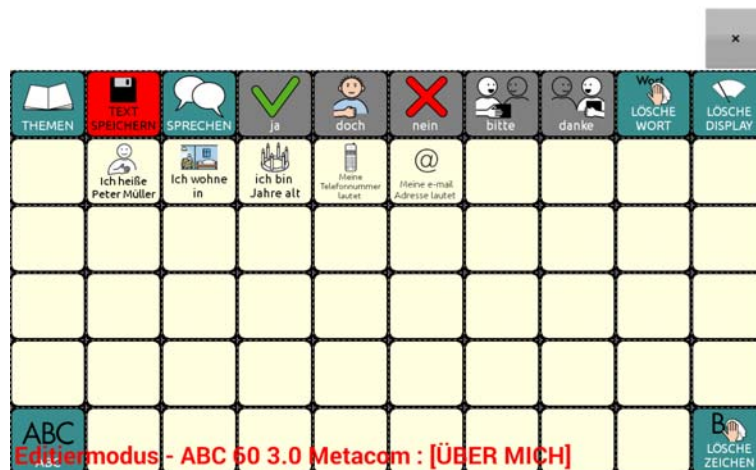 ×
THEMEN
TEXT
SPEICHERN
SPRECHEN
ja
doch
nein
bitte
danke
Wort
LÖSCHE
WORT
LÖSCHE
DISPLAY
Ich heiße
Peter Müller
Ich wohne
in
ich bin
Jahre alt
Meine
Telefonnummer
lautet
@
Meine e-mail
Adresse lautet
ABC
ABC
B
LÖSCHE
ZEICHEN
Editiermodus - ABC 60 3.0 Metacom : [ÜBER MICH]